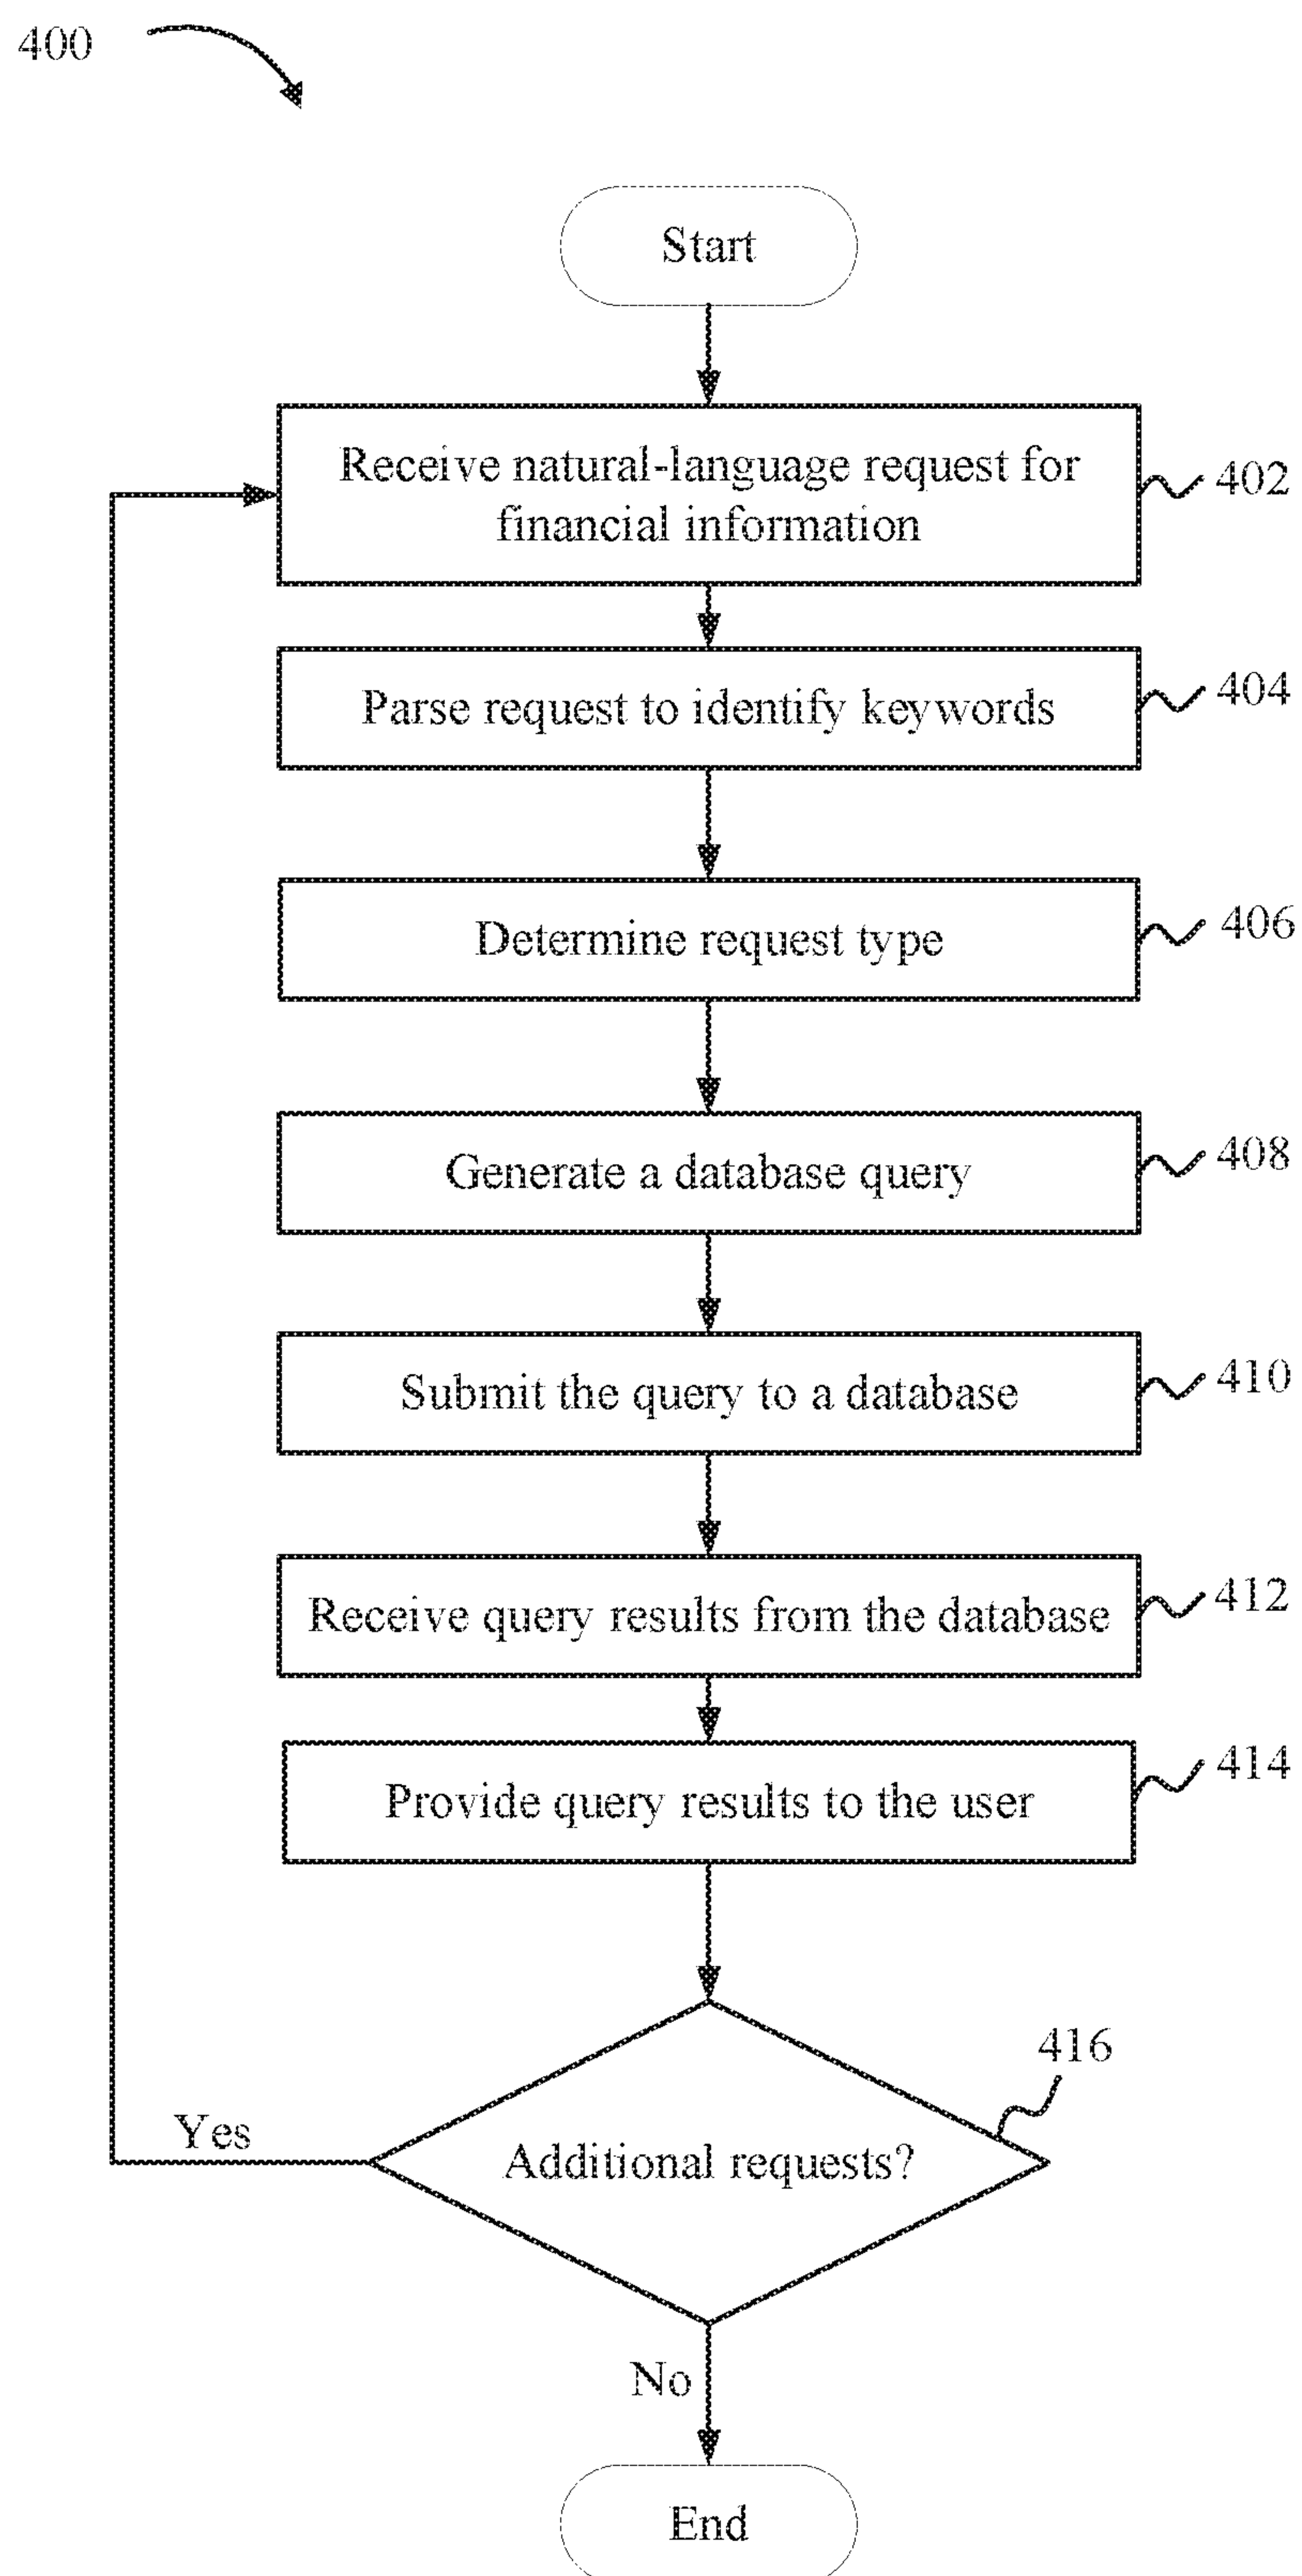 400
Start
Receive natural-language request for
financial information
402
Parse request to identify keywords
404
Determine request type
406
Generate a database query
408
Submit the query to a database
410
Receive query results from the database
412
Provide query results to the user
414
416
Yes
Additional requests?
No
End